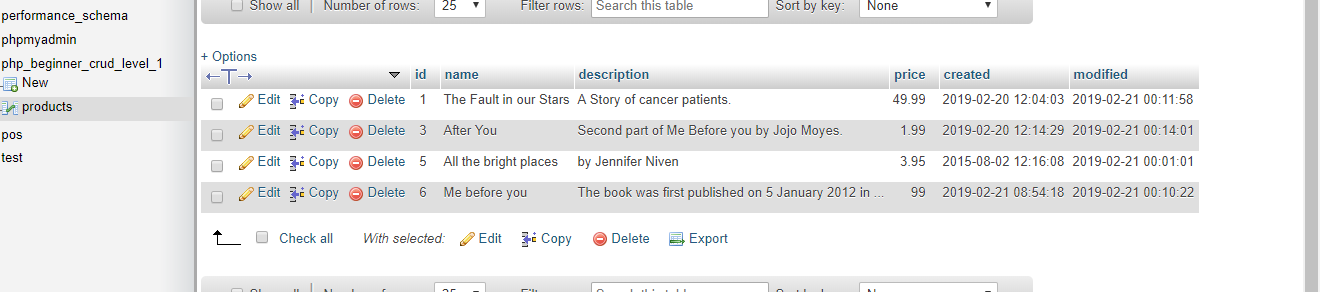 performance_schema
phpmyadmin
php_beginner_crud_level_1
New
products
pos
test
Show all Number of rows: 25 Filter rows: Search this table Sort by key: None
+ Options
id name description price created modified
Edit Copy Delete 1 The Fault in our Stars A Story of cancer patients. 49.99 2019-02-20 12:04:03 2019-02-21 00:11:58
Edit Copy Delete 3 After You Second part of Me Before you by Jojo Moyes. 1.99 2019-02-20 12:14:29 2019-02-21 00:14:01
Edit Copy Delete 5 All the bright places by Jennifer Niven 3.95 2015-08-02 12:16:08 2019-02-21 00:01:01
Edit Copy Delete 6 Me before you The book was first published on 5 January 2012 in ... 99 2019-02-21 08:54:18 2019-02-21 00:10:22
Check all With selected: Edit Copy Delete Export